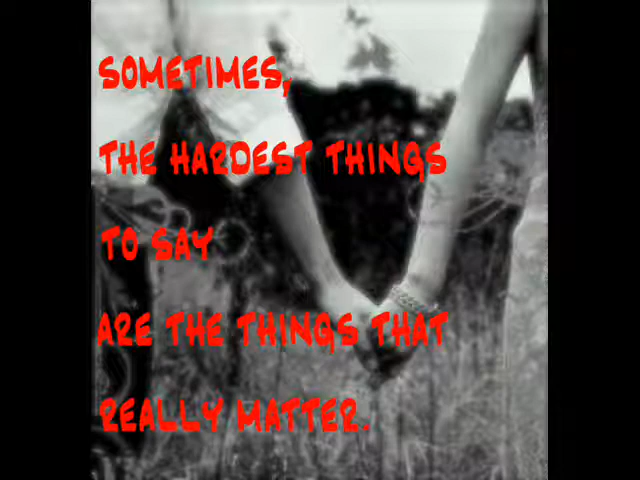 SOMETIMES,
THE HARDEST THINGS
TO SAY
ARE THE THINGS THAT
REALLY MATTER.